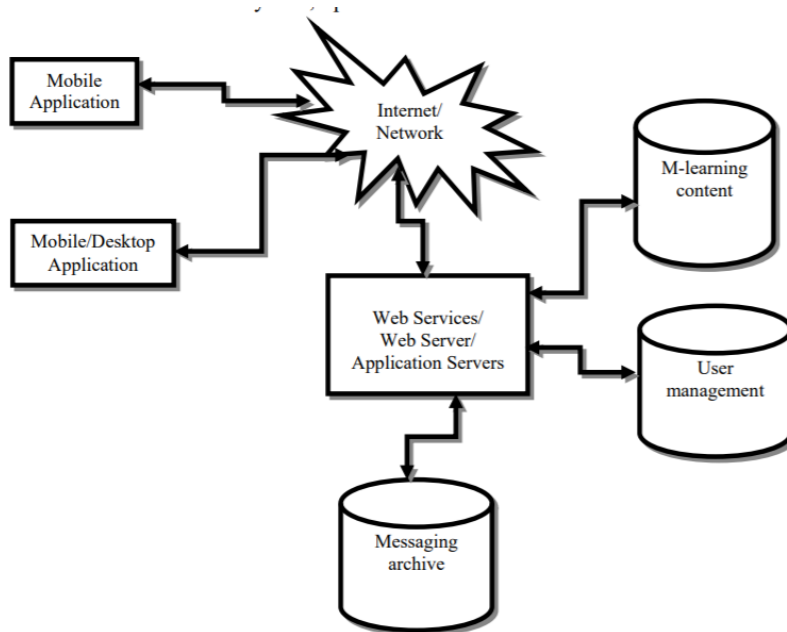 Mobile
Application
Internet/
Network
M-learning
content
Mobile/Desktop
Application
Web Services/
Web Server/
Application Servers
User
management
Messaging
archive